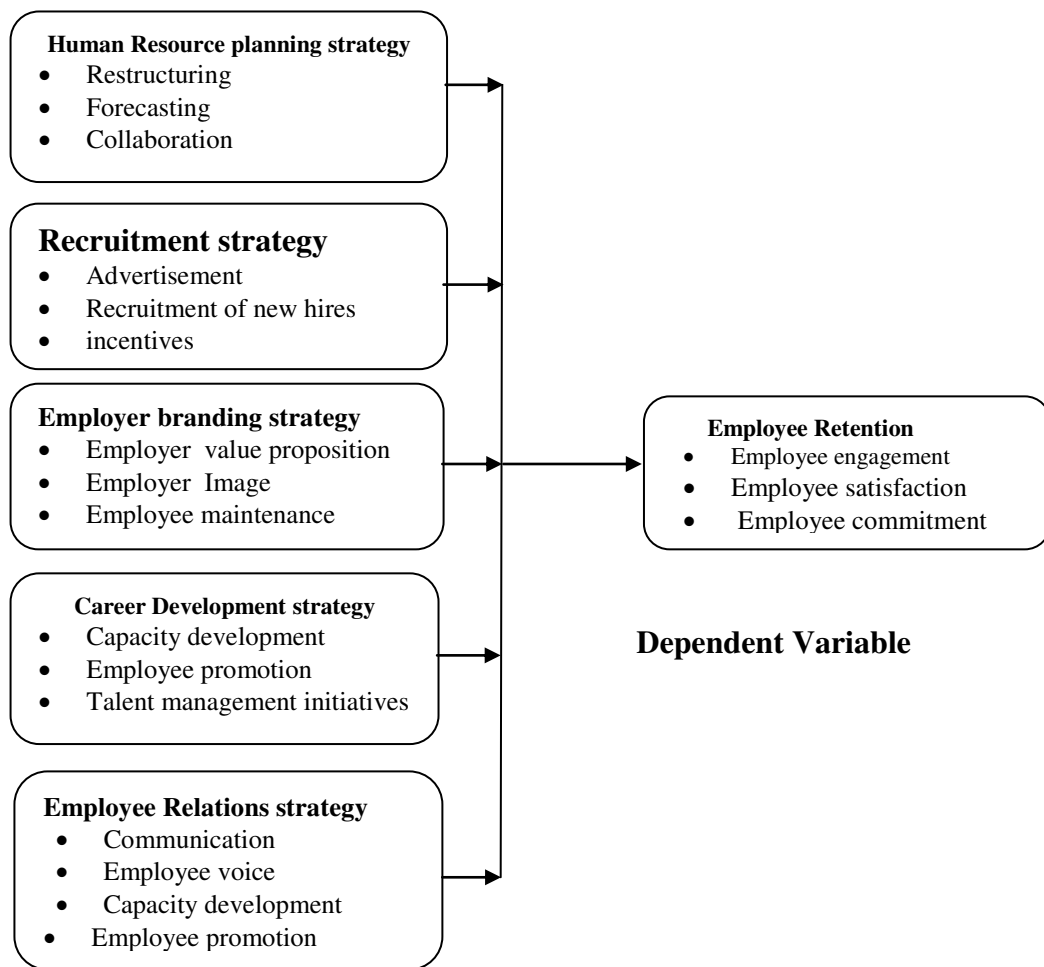 Human Resource planning strategy
• Restructuring
• Forecasting
• Collaboration
Recruitment strategy
• Advertisement
• Recruitment of new hires
• incentives
Employer branding strategy
• Employer value proposition
• Employer Image
• Employee maintenance
Career Development strategy
• Capacity development
• Employee promotion
• Talent management initiatives
Employee Relations strategy
• Communication
• Employee voice
• Capacity development
• Employee promotion
Employee Retention
• Employee engagement
• Employee satisfaction
• Employee commitment
Dependent Variable